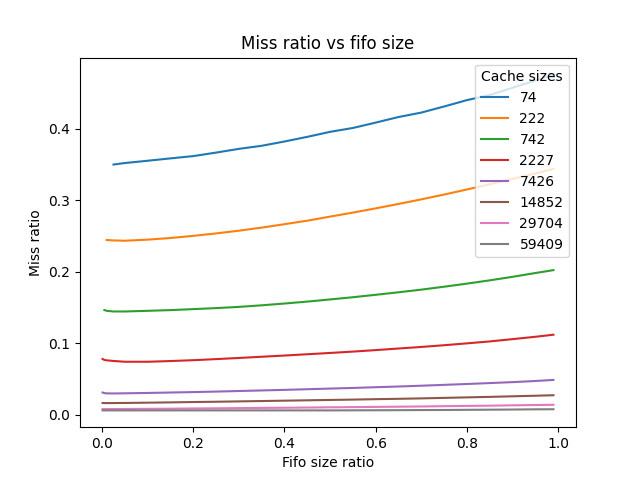 Miss ratio vs fifo size
Cache sizes
74
222
742
2227
7426
14852
29704
59409
Miss ratio
0.4
0.3
0.2
0.1
0.0
0.0 0.2 0.4 0.6 0.8 1.0
Fifo size ratio